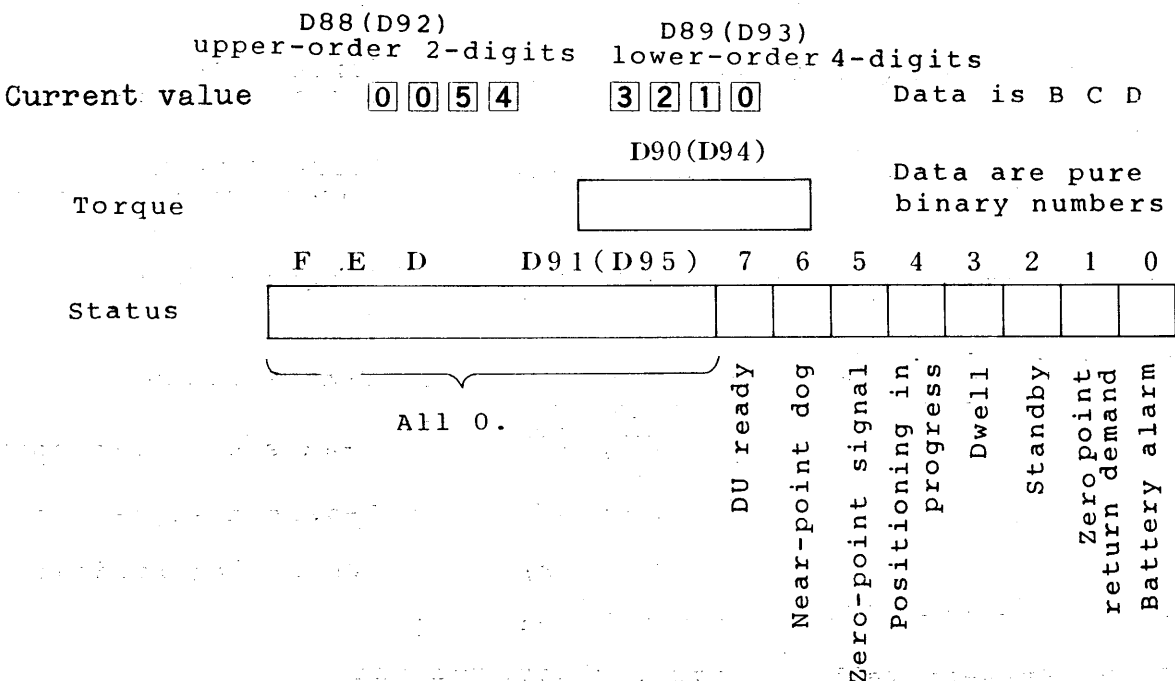 D88(D92)
upper-order 2-digits
D89(D93)
lower-order 4-digits
Current value
0 0 5 4
3 2 1 0
Data is B C D
D90(D94)
Torque
Data are pure
binary numbers
F E D D91(D95) 7 6 5 4 3 2 1 0
Status
All 0.
DU ready
Near-point dog
Zero-point signal
Positioning in
progress
Dwell
Standby
Zero point
return demand
Battery alarm